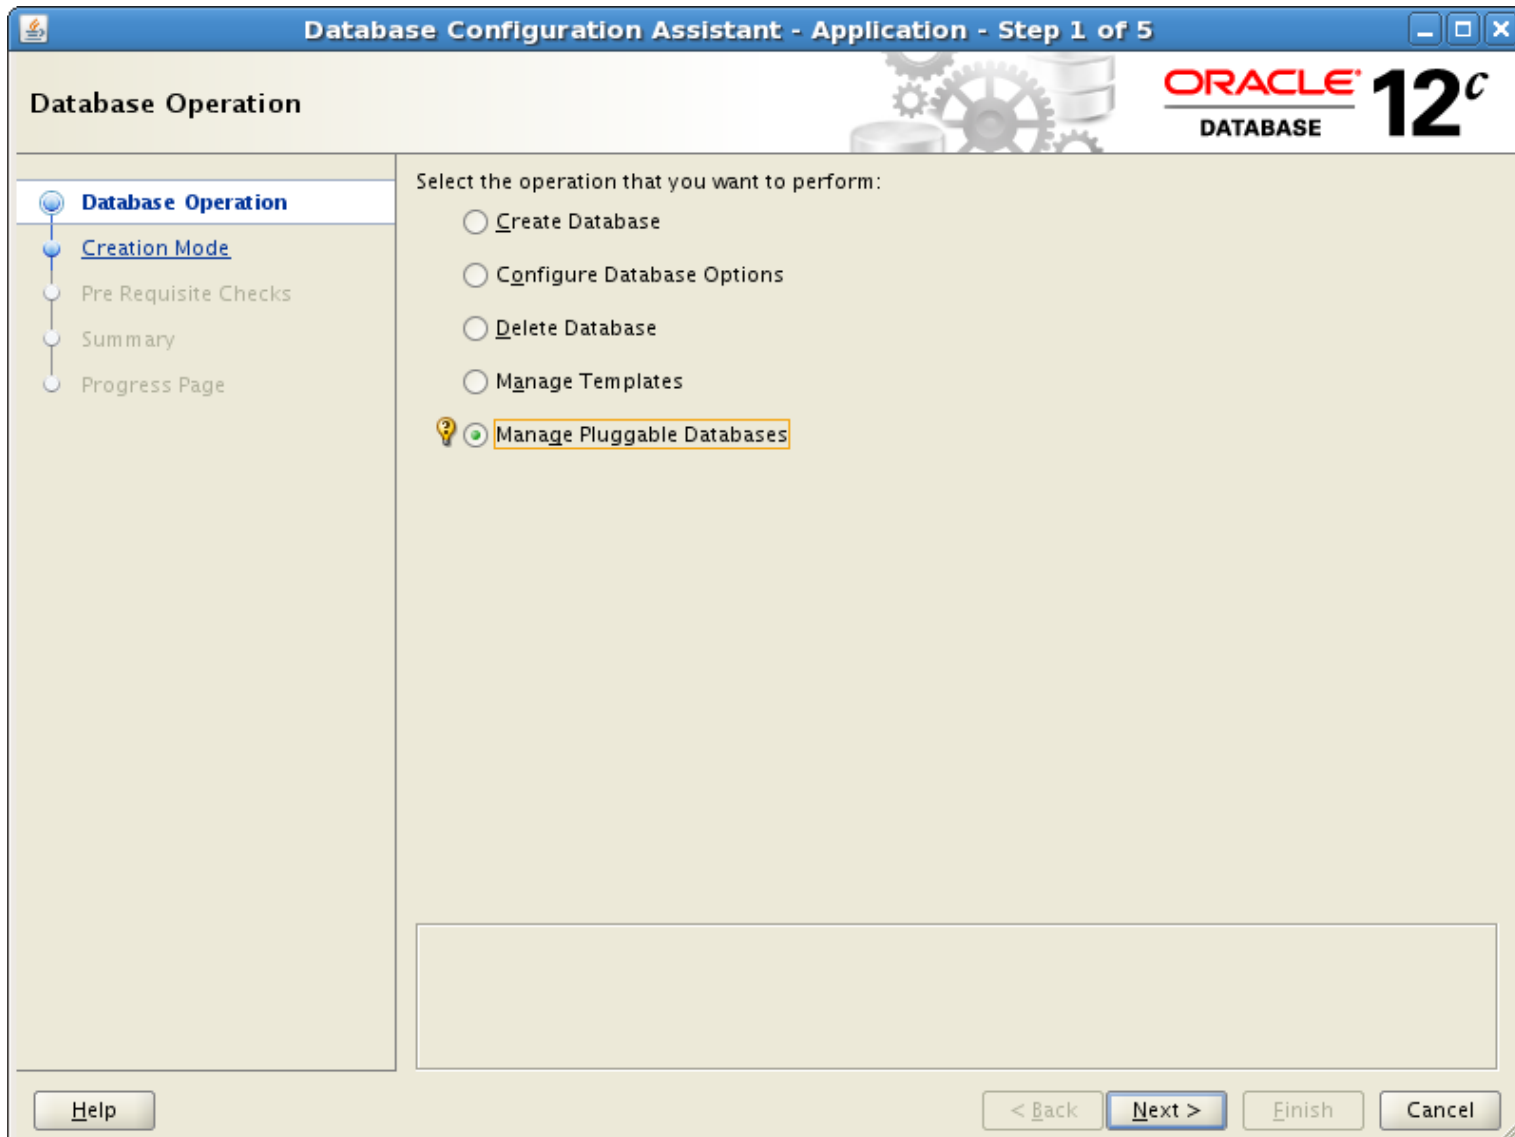 Database Configuration Assistant - Application - Step 1 of 5
Database Operation
ORACLE
DATABASE
12c
Database Operation
Creation Mode
Pre Requisite Checks
Summary
Progress Page
Select the operation that you want to perform:
Create Database
Configure Database Options
Delete Database
Manage Templates
Manage Pluggable Databases
Help
< Back
Next >
Finish
Cancel